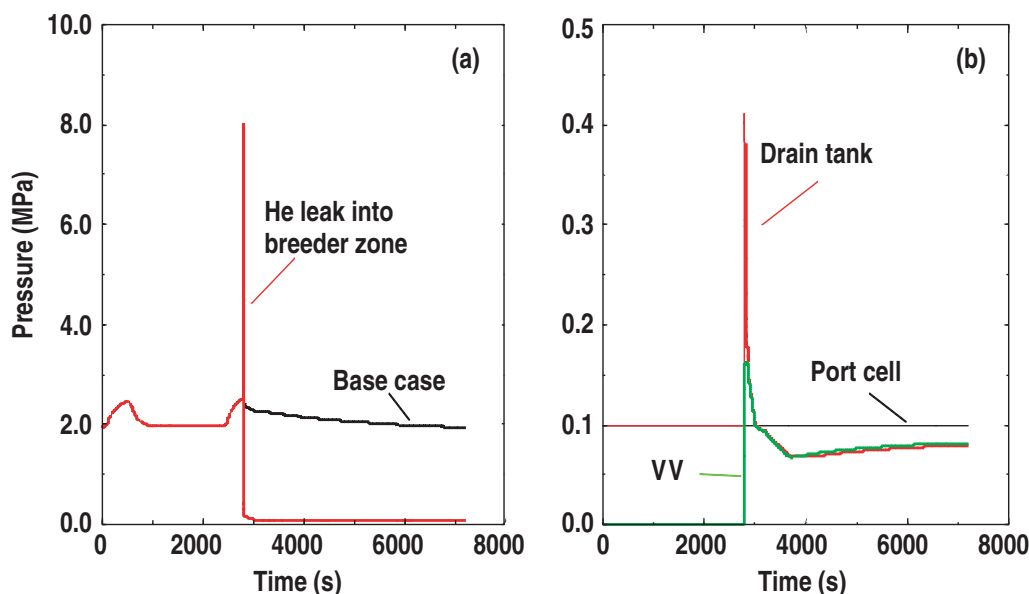 10.0
8.0
6.0
4.0
2.0
0.0
Pressure (MPa)
(a)
He leak into
breeder zone
Base case
0
2000
4000
6000
8000
Time (s)
0.5
0.4
0.3
0.2
0.1
0.0
(b)
Drain tank
Port cell
VV
0
2000
4000
6000
8000
Time (s)